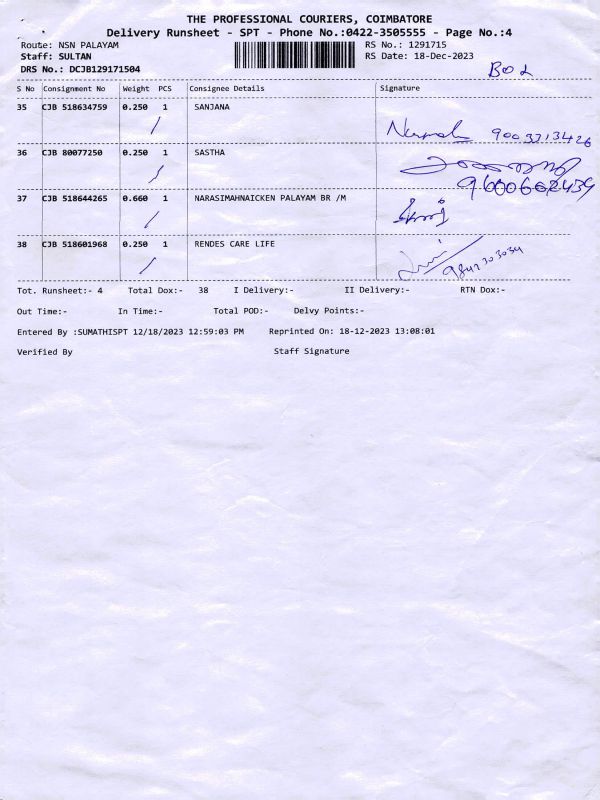 THE PROFESSIONAL COURIERS, COIMBATORE
Delivery Runsheet - SPT - Phone No.:0422-3505555 - Page No.:4
Route: NSN PALAYAM RS No.: 1291715
Staff: SULTAN RS Date: 18-Dec-2023
DRS No.: DCJB129171504
S No Consignment No Weight PCS Consignee Details Signature
35 CJB 518634759 0.250 1 SANJANA
36 CJB 80077250 0.250 1 SASTHA
37 CJB 518644265 0.660 1 NARASIMAHNAICKEN PALAYAM BR /M
38 CJB 518601968 0.250 1 RENDES CARE LIFE
9842303034
Tot. Runsheet:- 4 Total Dox:- 38 I Delivery:- II Delivery:- RTN Dox:-
Out Time:- In Time:- Total POD:- Delvy Points:-
Entered By :SUMATHISPT 12/18/2023 12:59:03 PM Reprinted On: 18-12-2023 13:08:01
Verified By Staff Signature